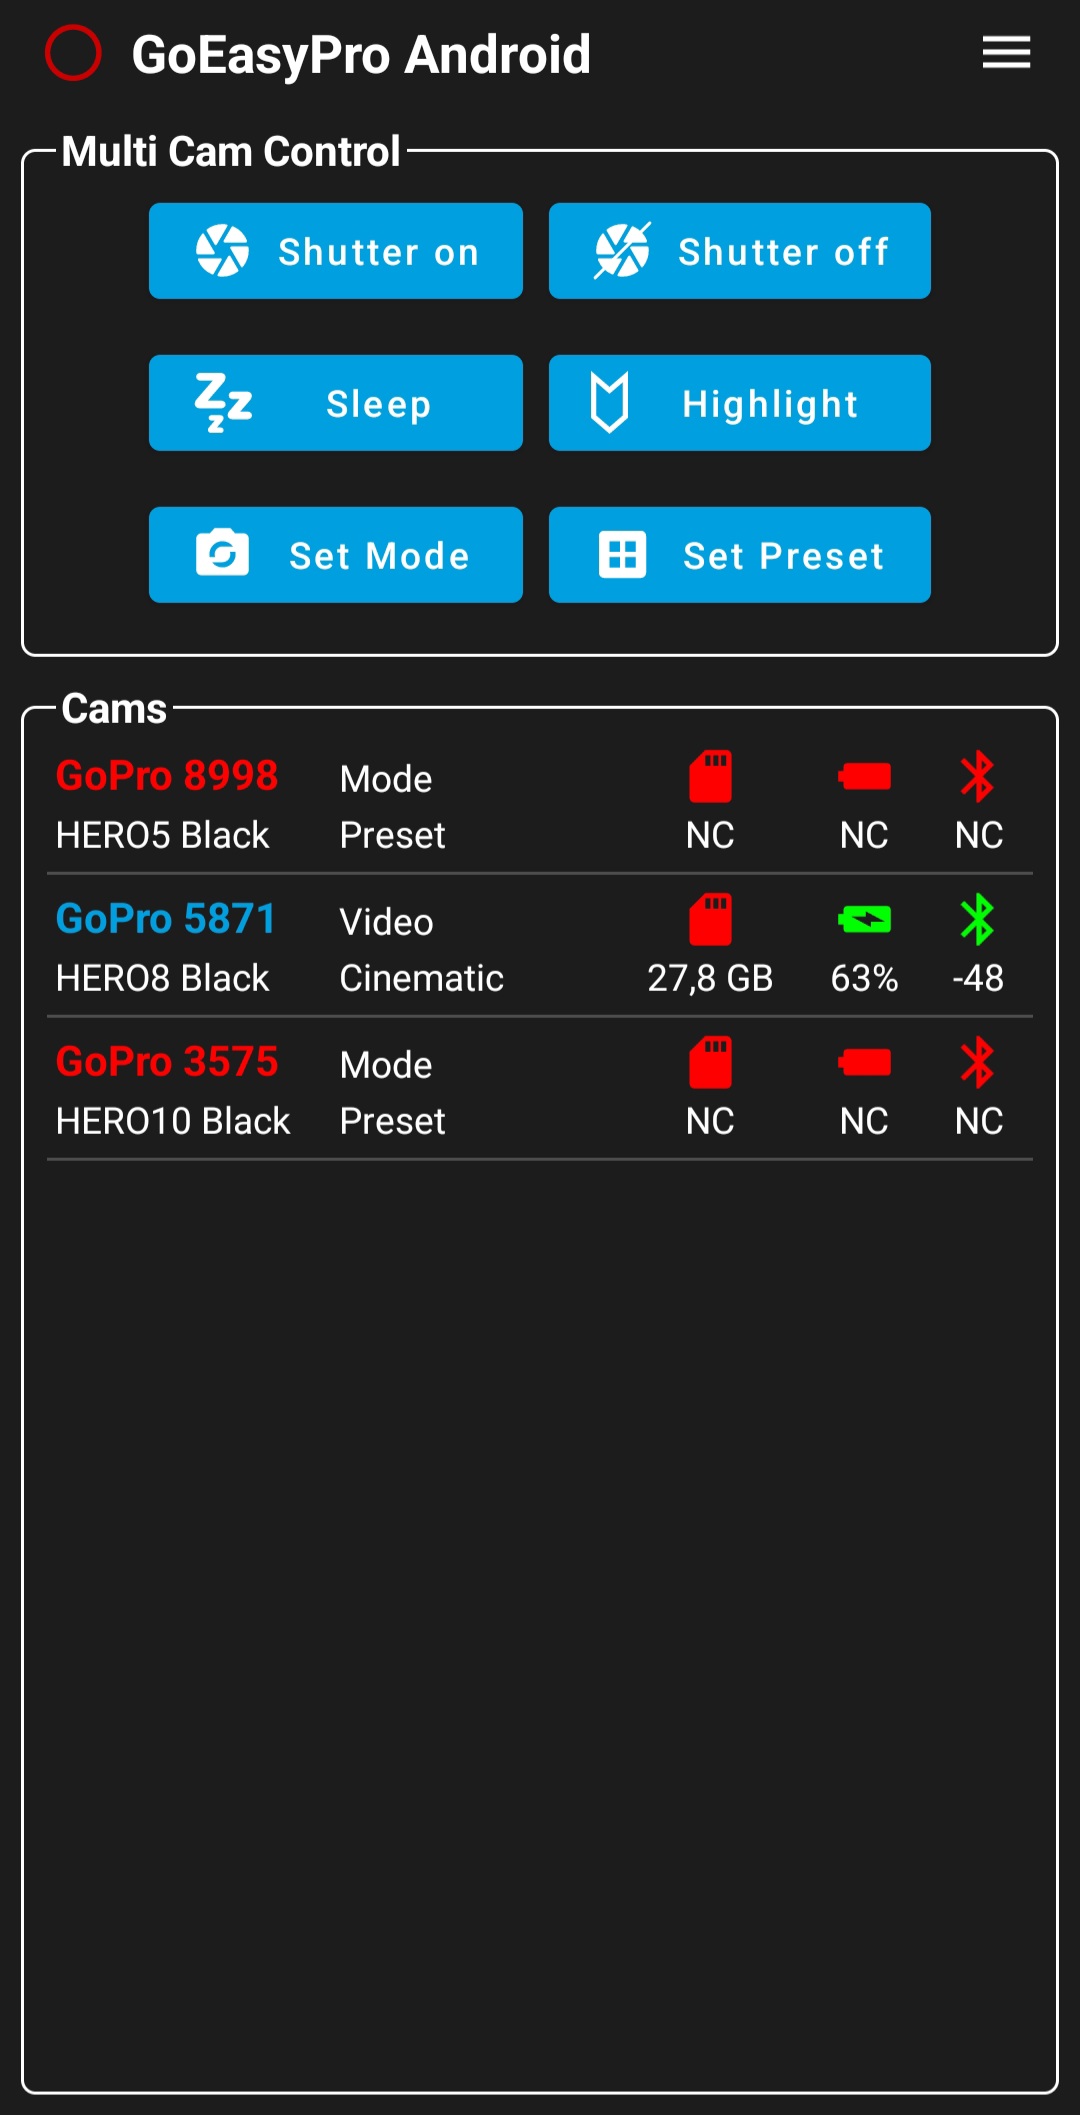 GoEasyPro Android
Multi Cam Control
Shutter on
Shutter off
Sleep
Highlight
Set Mode
Set Preset
Cams
GoPro 8998 Mode
HERO5 Black Preset NC NC NC
GoPro 5871 Video
HERO8 Black Cinematic 27,8 GB 63% -48
GoPro 3575 Mode
HERO10 Black Preset NC NC NC